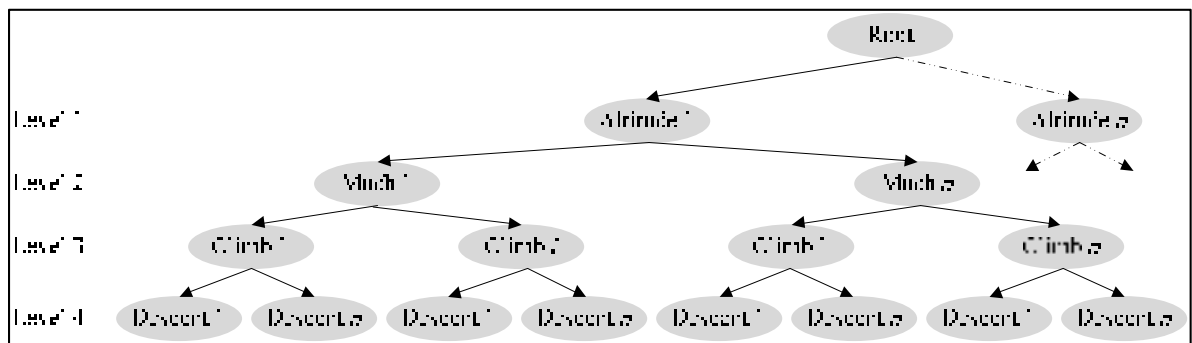 Root
Level 1 Altitude 1 Altitude
Level 2 Mach 1 Mach
Level 3 Climb 1 Climb Climb 1 Climb
Level 4 Descent 1 Descent Descent 1 Descent Descent 1 Descent Descent 1 Descent